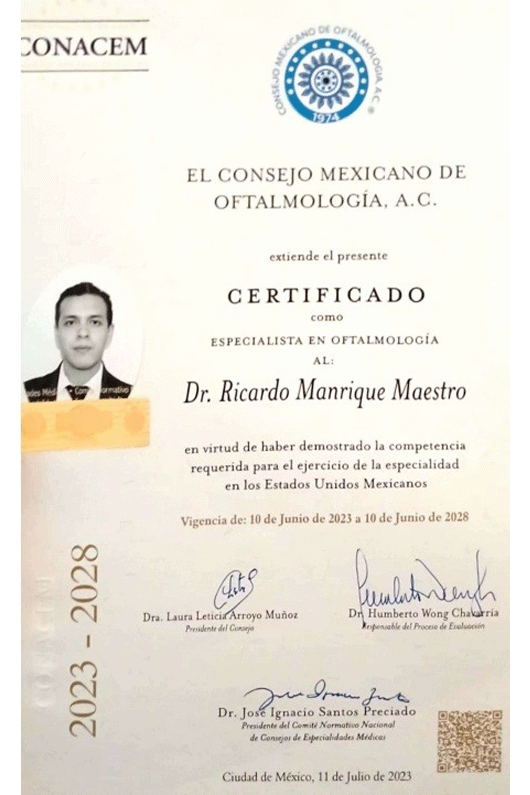 CONACEM
CONSEJO MEXICANO DE OFTALMOLOGÍA, A.C.
1974
EL CONSEJO MEXICANO DE
OFTALMOLOGÍA, A.C.
extiende el presente
CERTIFICADO
como
ESPECIALISTA EN OFTALMOLOGÍA
AL:
Dr. Ricardo Manrique Maestro
en virtud de haber demostrado la competencia
requerida para el ejercicio de la especialidad
en los Estados Unidos Mexicanos
Vigencia de: 10 de Junio de 2023 a 10 de Junio de 2028
CONACEM
2023 - 2028
Dra. Laura Leticia Arroyo Muñoz
Presidente del Consejo
Dr. Humberto Wong Chavarría
Responsable del Proceso de Evaluación
Dr. José Ignacio Santos Preciado
Presidente del Comité Normativo Nacional
de Consejos de Especialidades Médicas
Ciudad de México, 11 de Julio de 2023